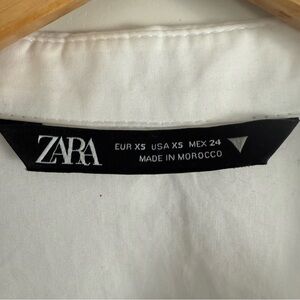 ZARA
EUR XS USA XS MEX 24
MADE IN MOROCCO